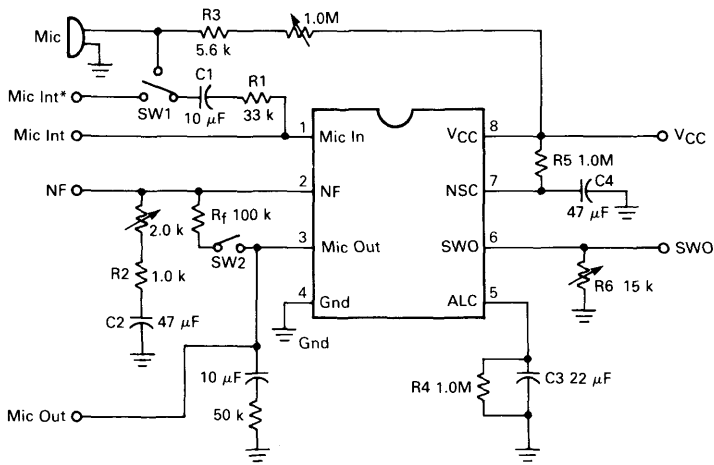 R3
1.0M
Mic
5.6 k
C1
R1
Mic Int*
SW1
10 μF
33 k
Mic Int
1
Mic In
VCC
8
VCC
R5 1.0M
NF
2
NF
NSC
7
C4
47 μF
2.0 k
Rf 100 k
3
Mic Out
SWO
6
SWO
SW2
R2
1.0 k
R6 15 k
4
Gnd
ALC
5
C2
47 μF
Gnd
10 μF
R4 1.0M
C3 22 μF
Mic Out
50 k